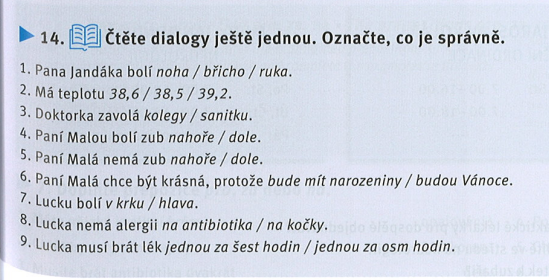 14. Čtěte dialogy ještě jednou. Označte, co je správně.
1. Pana Jandáka bolí noha / břicho / ruka.
2. Má teplotu 38,6 / 38,5 / 39,2.
3. Doktorka zavolá kolegy / sanitku.
4. Paní Malou bolí zub nahoře / dole.
5. Paní Malá nemá zub nahoře / dole.
6. Paní Malá chce být krásná, protože bude mít narozeniny / budou Vánoce.
7. Lucku bolí v krku / hlava.
8. Lucka nemá alergii na antibiotika / na kočky.
9. Lucka musí brát lék jednou za šest hodin / jednou za osm hodin.